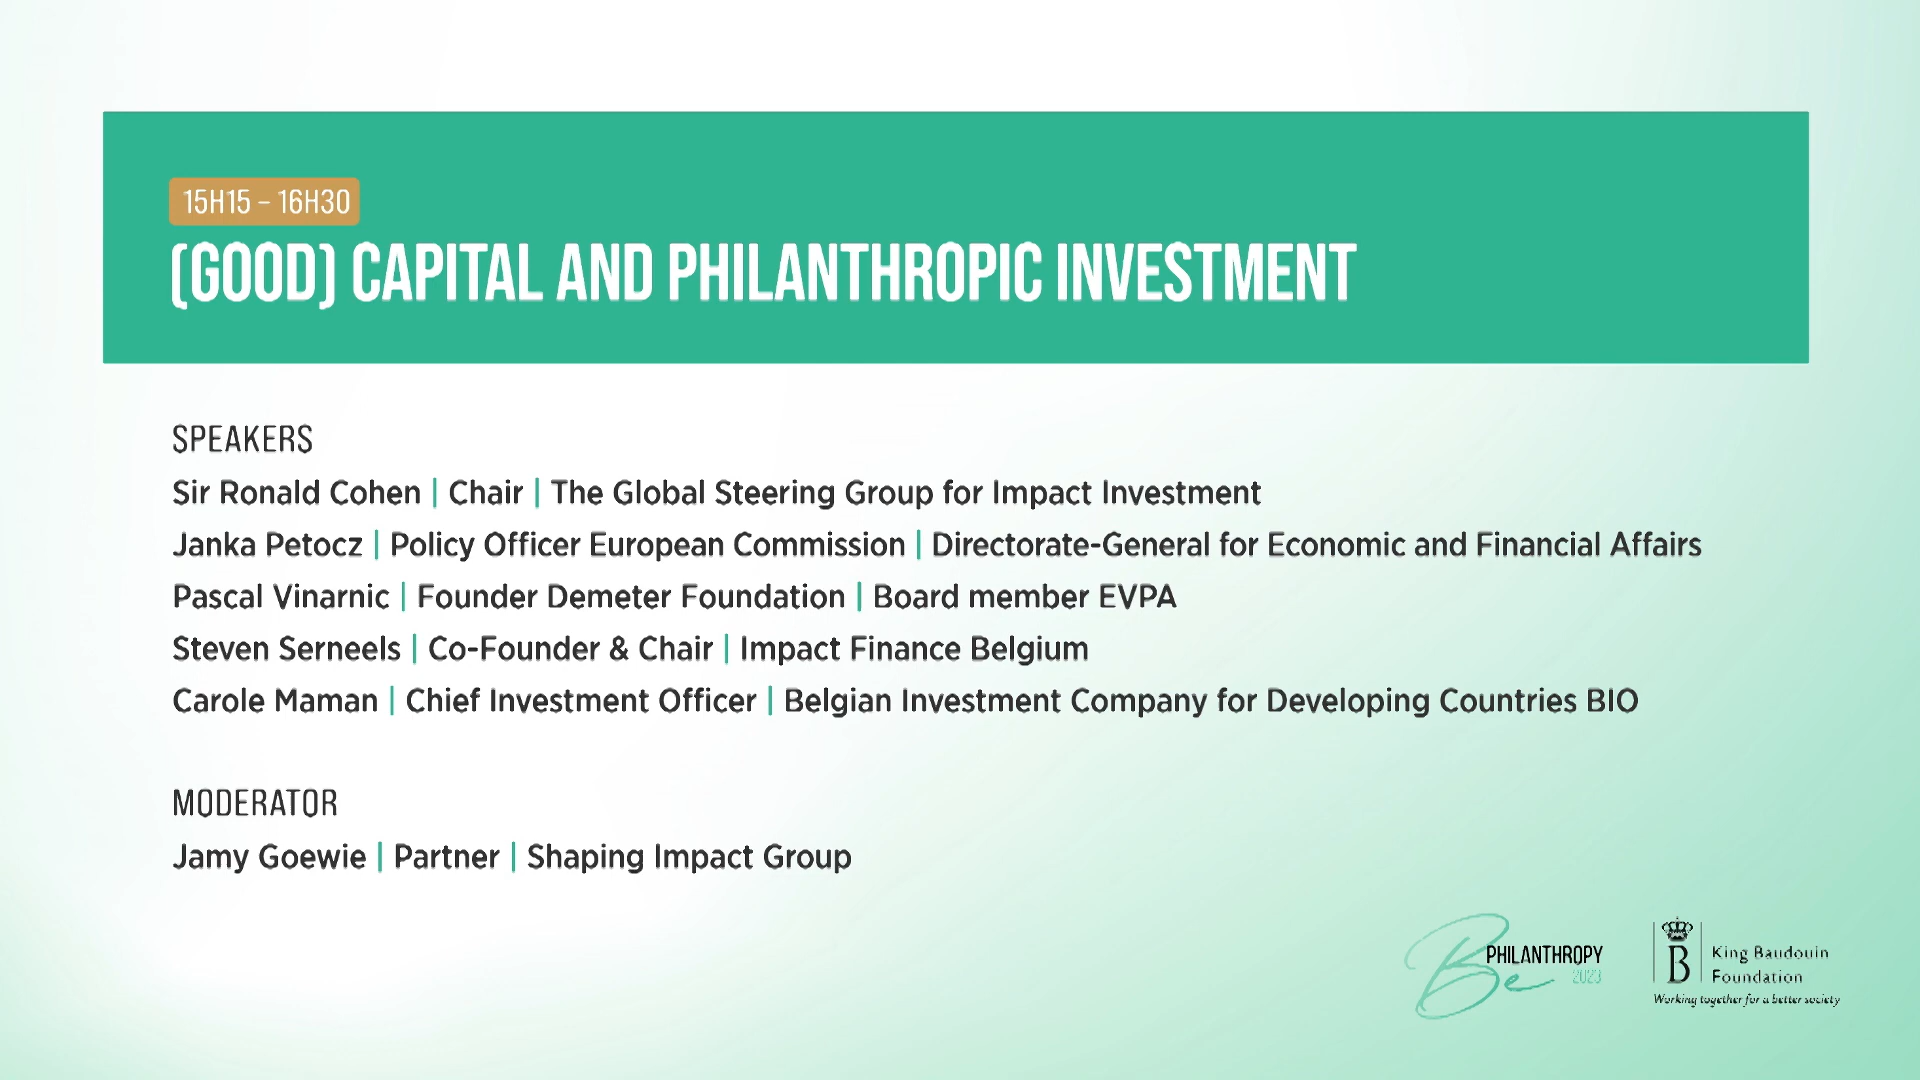 15H15 – 16H30
(GOOD) CAPITAL AND PHILANTHROPIC INVESTMENT
SPEAKERS
Sir Ronald Cohen | Chair | The Global Steering Group for Impact Investment
Janka Petocz | Policy Officer European Commission | Directorate-General for Economic and Financial Affairs
Pascal Vinarnic | Founder Demeter Foundation | Board member EVPA
Steven Serneels | Co-Founder & Chair | Impact Finance Belgium
Carole Maman | Chief Investment Officer | Belgian Investment Company for Developing Countries BIO
MODERATOR
Jamy Goewie | Partner | Shaping Impact Group
Be PHILANTHROPY
2023
B
King Baudouin
Foundation
Working together for a better society